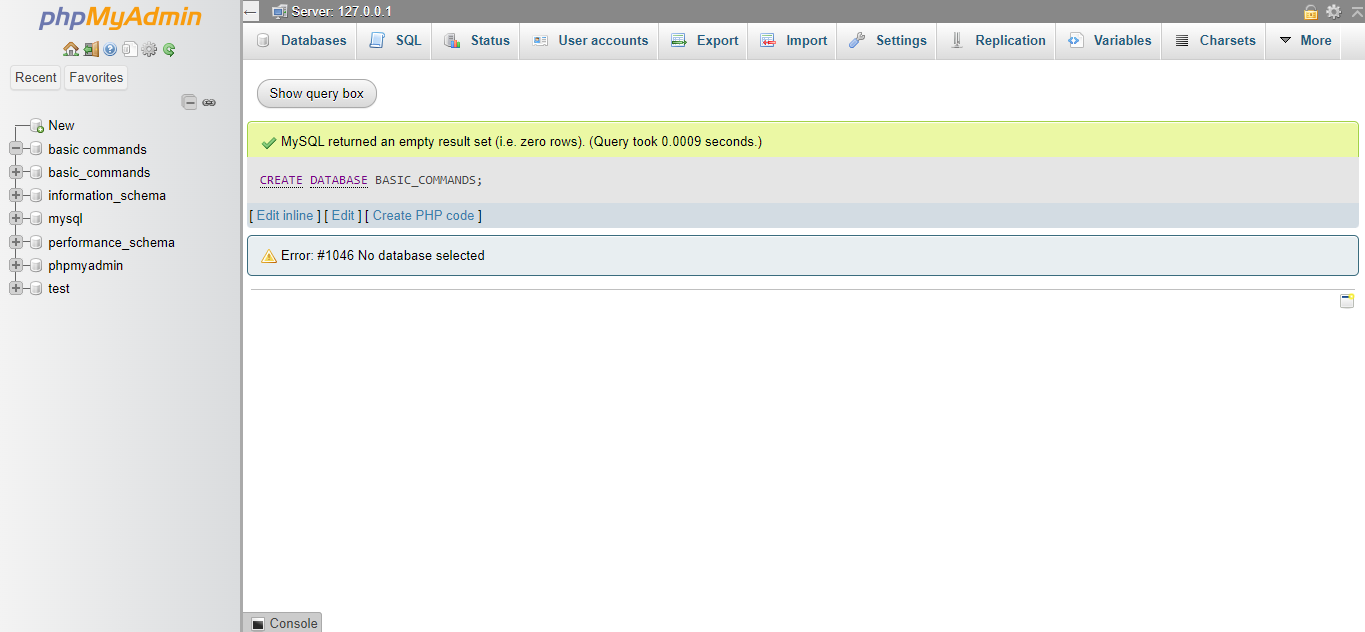 phpMyAdmin
Recent Favorites
New
basic commands
basic_commands
information_schema
mysql
performance_schema
phpmyadmin
test
Server: 127.0.0.1
Databases SQL Status User accounts Export Import Settings Replication Variables Charsets More
Show query box
MySQL returned an empty result set (i.e. zero rows). (Query took 0.0009 seconds.)
CREATE DATABASE BASIC_COMMANDS;
[ Edit inline ] [ Edit ] [ Create PHP code ]
Error: #1046 No database selected
Console